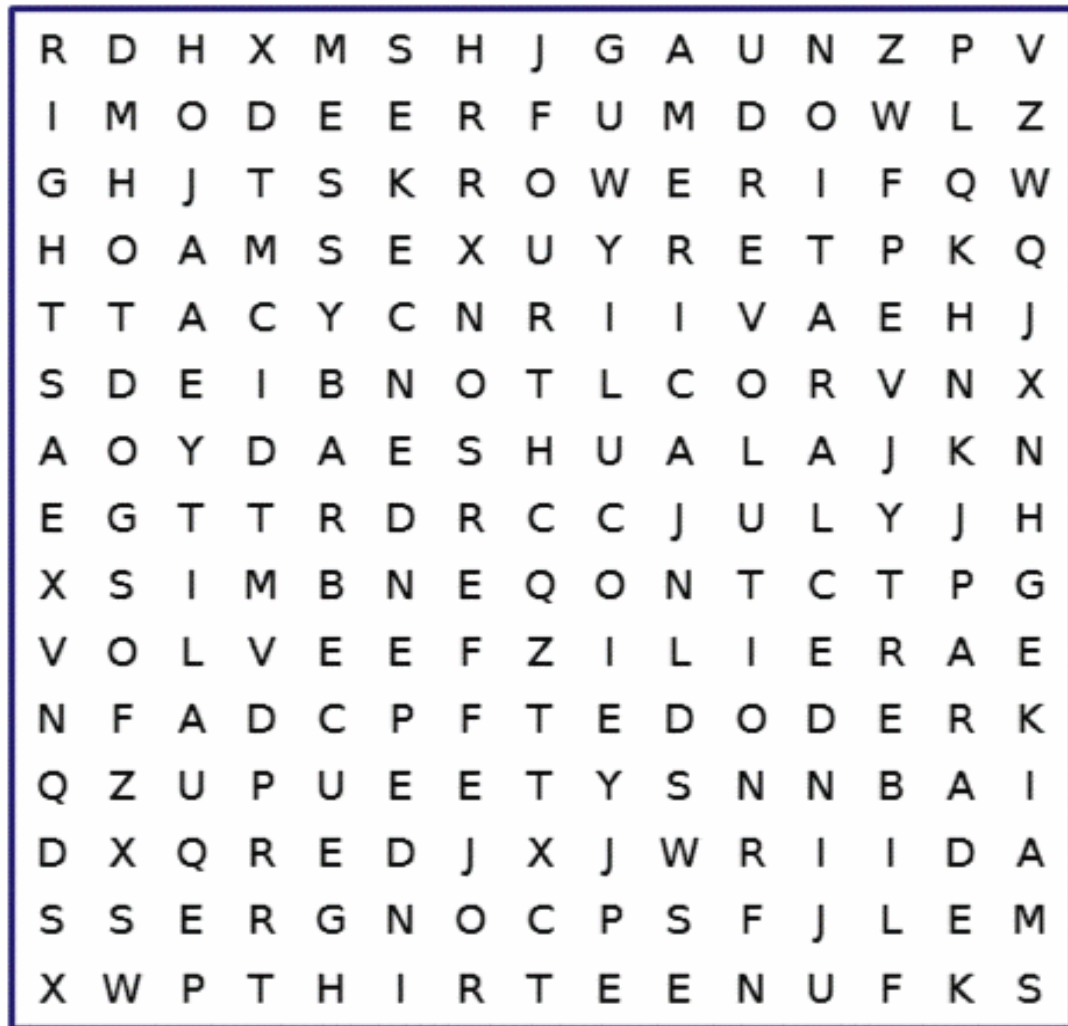 R D H X M S H J G A U N Z P V
I M O D E E R F U M D O W L Z
G H J T S K R O W E R I F Q W
H O A M S E X U Y R E T P K Q
T T A C Y C N R I I V A E H J
S D E I B N O T L C O R V N X
A O Y D A E S H U A L A J K N
E G T T R D R C C J U L Y J H
X S I M B N E Q O N T C T P G
V O L V E E F Z I L I E R A E
N F A D C P F T E D O D E R K
Q Z U P U E E T Y S N N B A I
D X Q R E D J X J W R I I D A
S S E R G N O C P S F J L E M
X W P T H I R T E E N U F K S